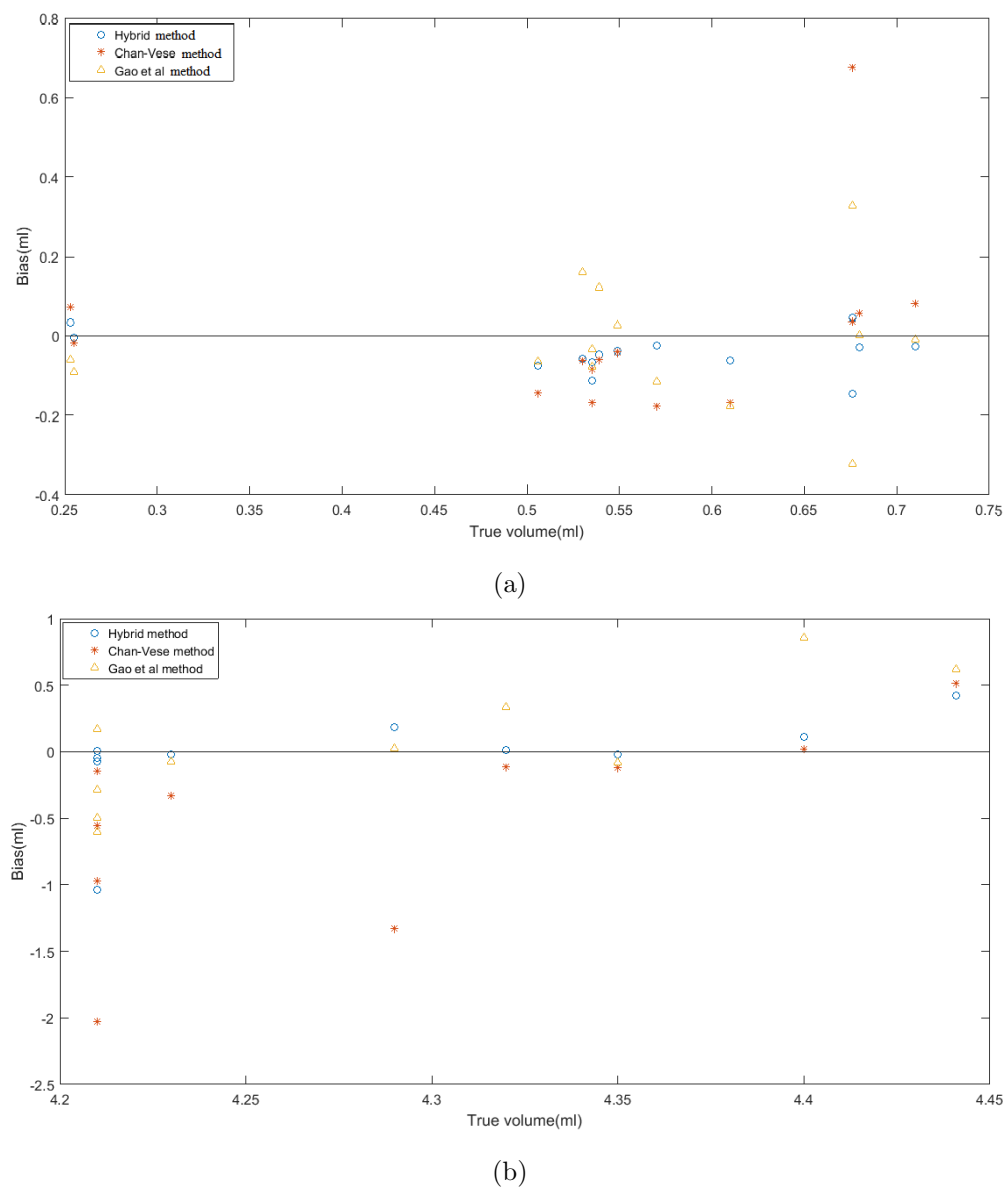 0.8
0.6
0.4
0.2
0
-0.2
-0.4
Bias(ml)
Hybrid method
Chan-Vese method
Gao et al method
0.25
0.3
0.35
0.4
0.45
0.5
0.55
0.6
0.65
0.7
0.75
True volume(ml)
(a)
1
0.5
0
-0.5
-1
-1.5
-2
-2.5
Bias(ml)
Hybrid method
Chan-Vese method
Gao et al method
4.2
4.25
4.3
4.35
4.4
4.45
True volume(ml)
(b)